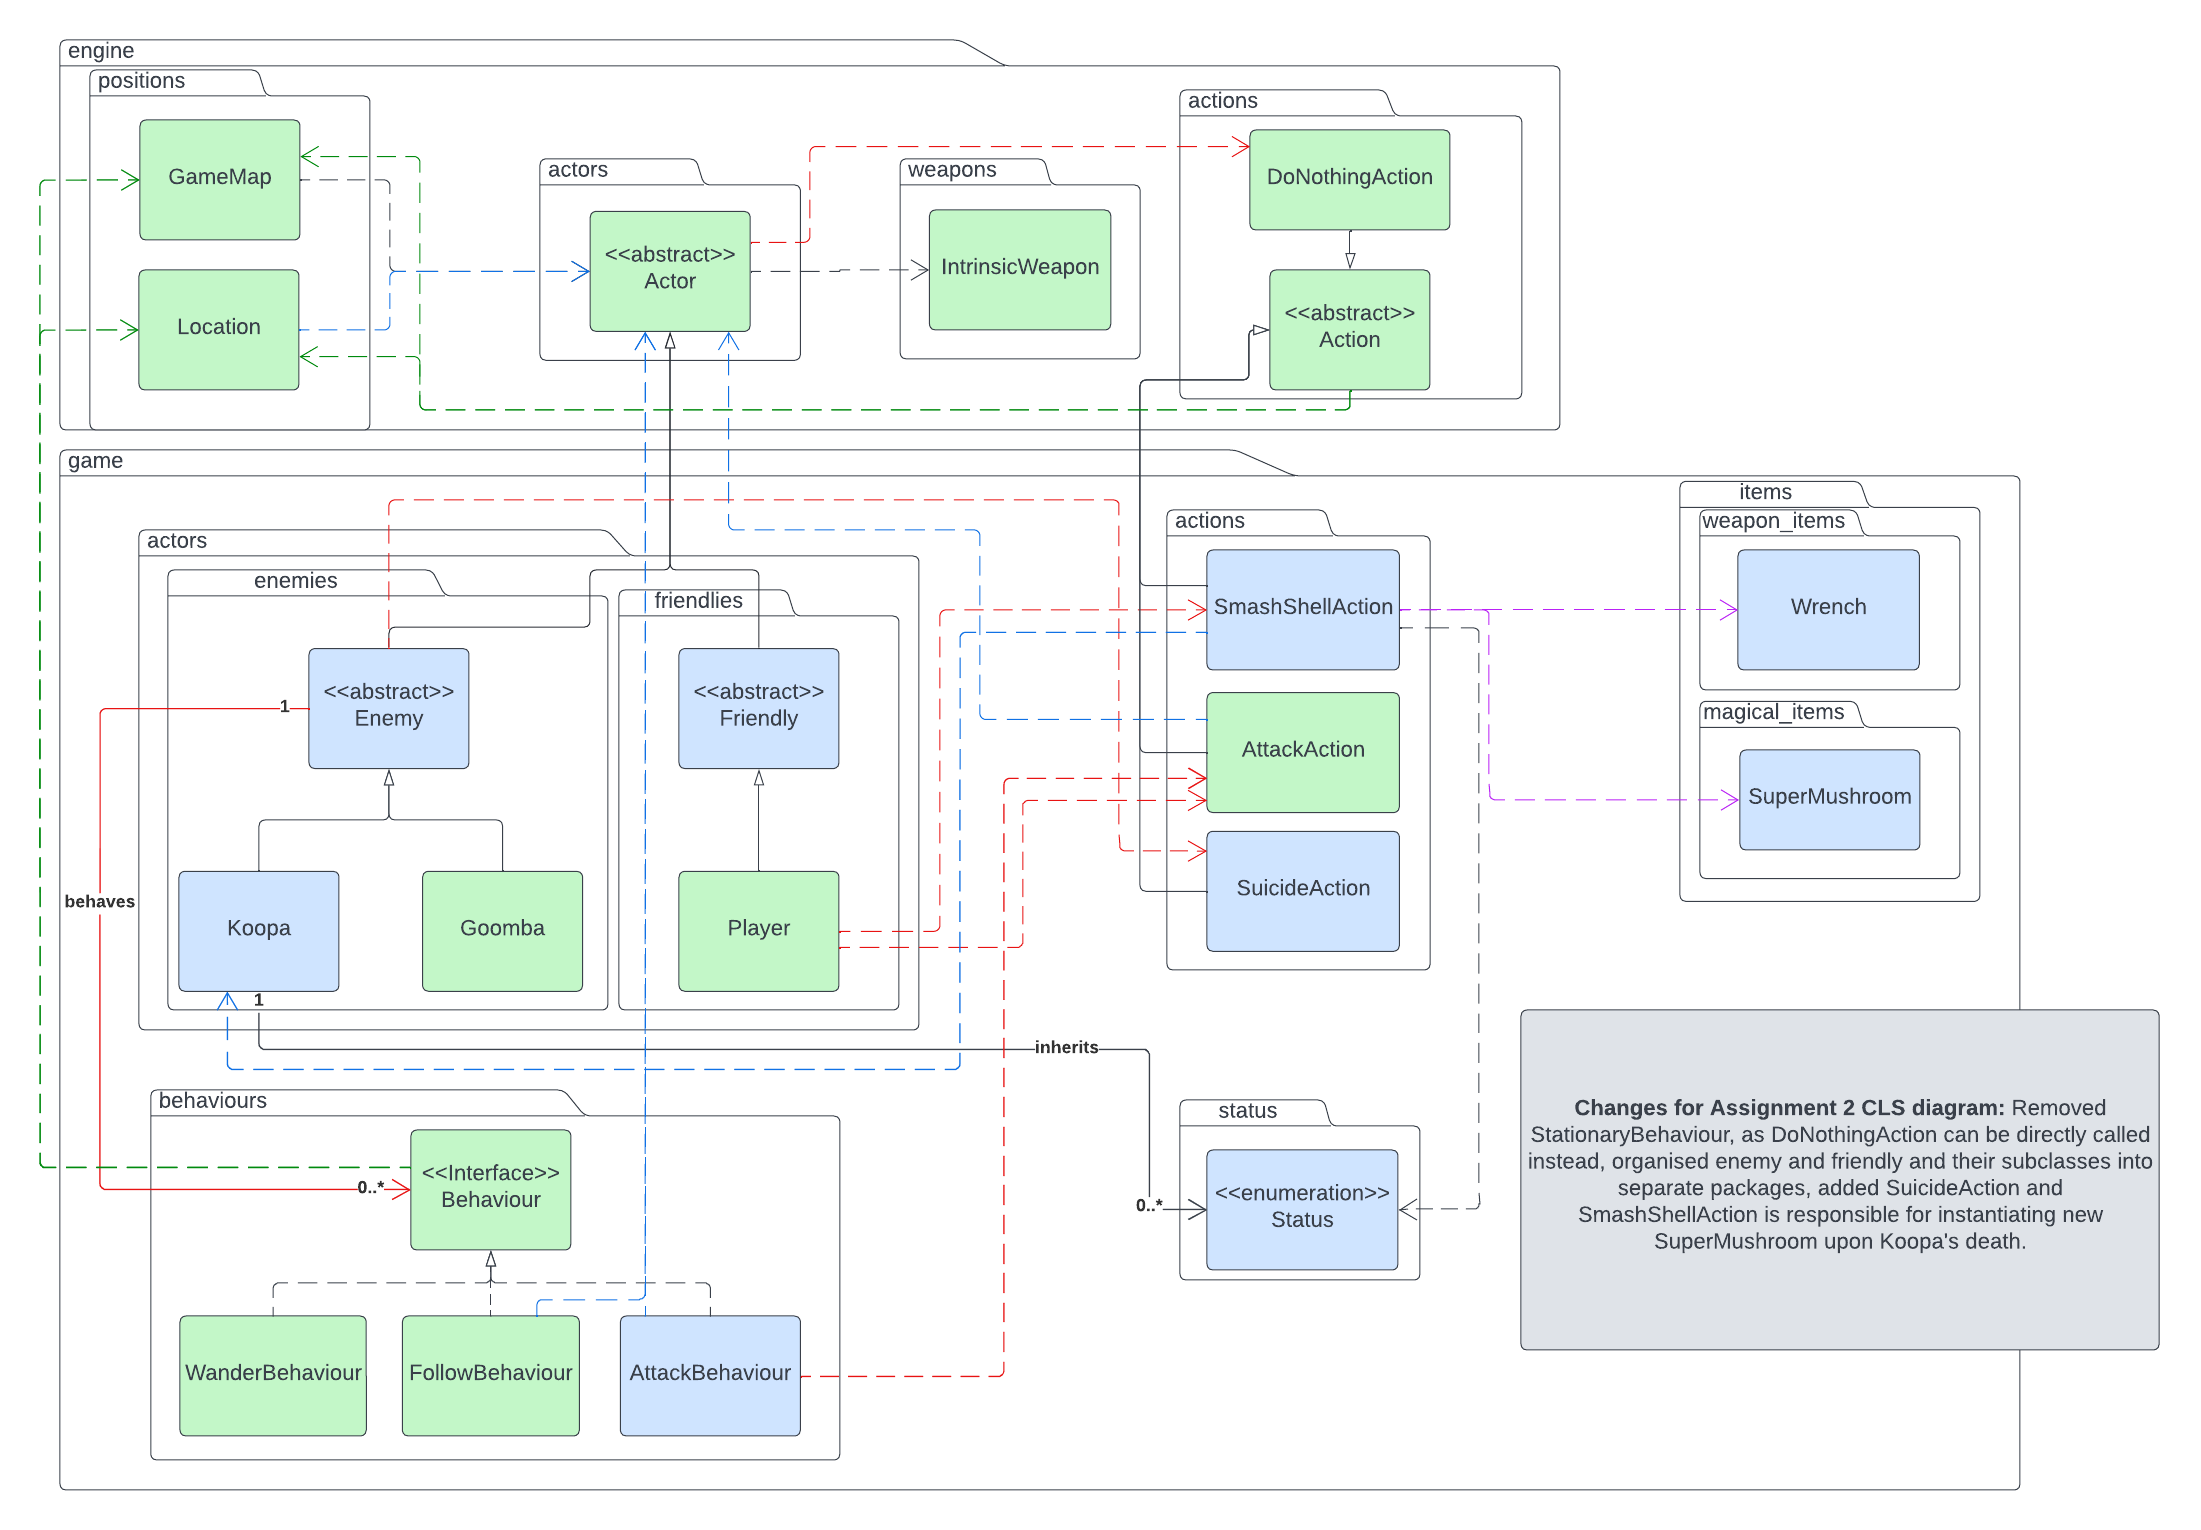 engine
positions
GameMap
Location
actors
<<abstract>>
Actor
weapons
IntrinsicWeapon
actions
DoNothingAction
<<abstract>>
Action
game
actors
enemies
<<abstract>>
Enemy
1
Koopa
1
Goomba
friendlies
<<abstract>>
Friendly
Player
behaves
inherits
actions
SmashShellAction
AttackAction
SuicideAction
items
weapon_items
Wrench
magical_items
SuperMushroom
behaviours
<<Interface>>
Behaviour
0..*
WanderBehaviour
FollowBehaviour
AttackBehaviour
status
<<enumeration>>
Status
0..*
Changes for Assignment 2 CLS diagram: Removed
StationaryBehaviour, as DoNothingAction can be directly called
instead, organised enemy and friendly and their subclasses into
separate packages, added SuicideAction and
SmashShellAction is responsible for instantiating new
SuperMushroom upon Koopa's death.